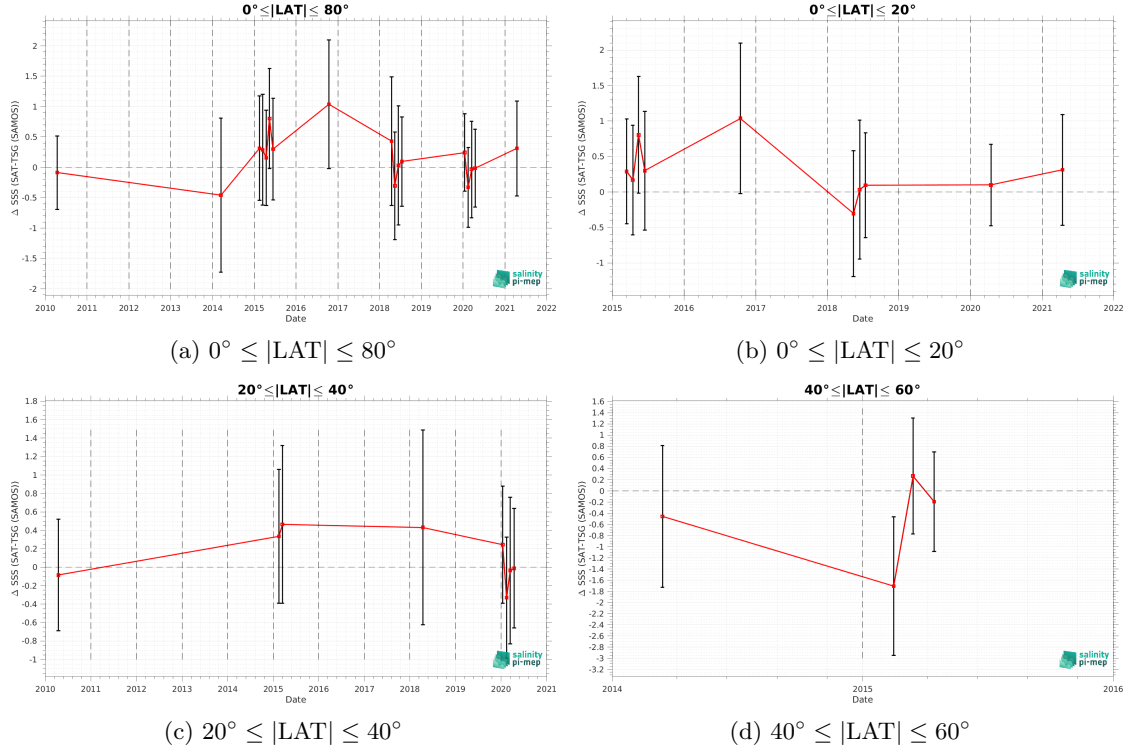 0°≤|LAT|≤ 80°
Δ SSS (SAT-TSG (SAMOS))
2
1.5
1
0.5
0
-0.5
-1
-1.5
-2
2010 2011 2012 2013 2014 2015 2016 2017 2018 2019 2020 2021 2022
Date
salinity
pi-mep
(a) 0° ≤ |LAT| ≤ 80°
0°≤|LAT|≤ 20°
Δ SSS (SAT-TSG (SAMOS))
2
1.5
1
0.5
0
-0.5
-1
2015 2016 2017 2018 2019 2020 2021 2022
Date
salinity
pi-mep
(b) 0° ≤ |LAT| ≤ 20°
20°≤|LAT|≤ 40°
Δ SSS (SAT-TSG (SAMOS))
1.8
1.6
1.4
1.2
1
0.8
0.6
0.4
0.2
0
-0.2
-0.4
-0.6
-0.8
-1
2010 2011 2012 2013 2014 2015 2016 2017 2018 2019 2020 2021
Date
salinity
pi-mep
(c) 20° ≤ |LAT| ≤ 40°
40°≤|LAT|≤ 60°
Δ SSS (SAT-TSG (SAMOS))
1.6
1.4
1.2
1
0.8
0.6
0.4
0.2
0
-0.2
-0.4
-0.6
-0.8
-1
-1.2
-1.4
-1.6
-1.8
-2
-2.2
-2.4
-2.6
-2.8
-3
-3.2
2014 2015 2016
Date
salinity
pi-mep
(d) 40° ≤ |LAT| ≤ 60°